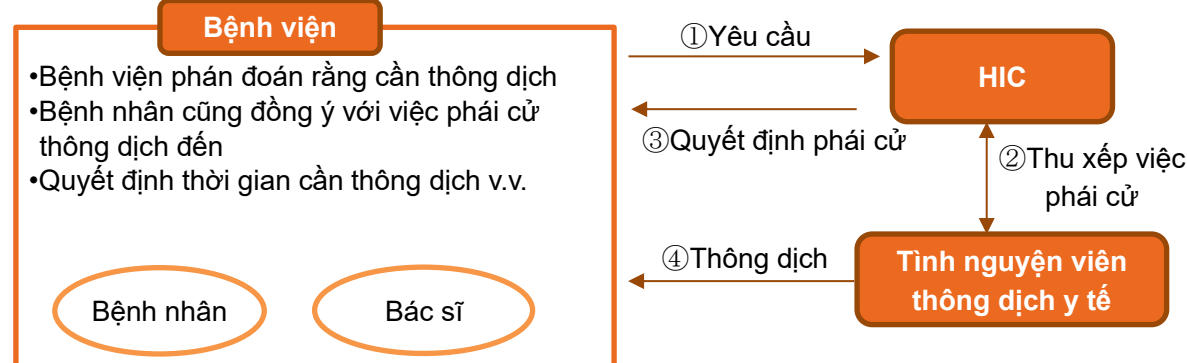 Bệnh viện
•Bệnh viện phán đoán rằng cần thông dịch
•Bệnh nhân cũng đồng ý với việc phái cử
thông dịch đến
•Quyết định thời gian cần thông dịch v.v.
Bệnh nhân
Bác sĩ
①Yêu cầu
HIC
③Quyết định phái cử
②Thu xếp việc
phái cử
④Thông dịch
Tình nguyện viên
thông dịch y tế